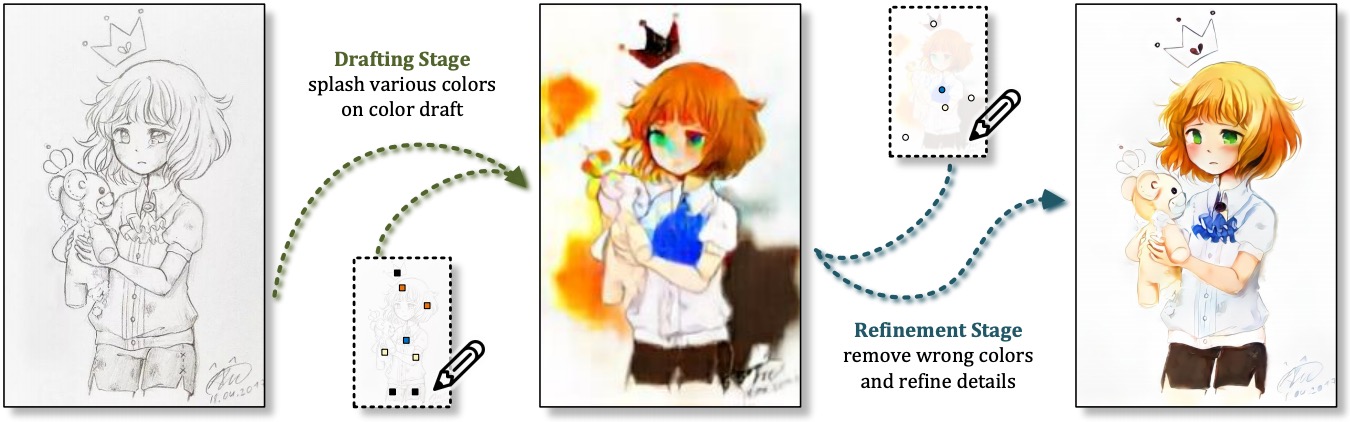 Drafting Stage
splash various colors
on color draft
Refinement Stage
remove wrong colors
and refine details